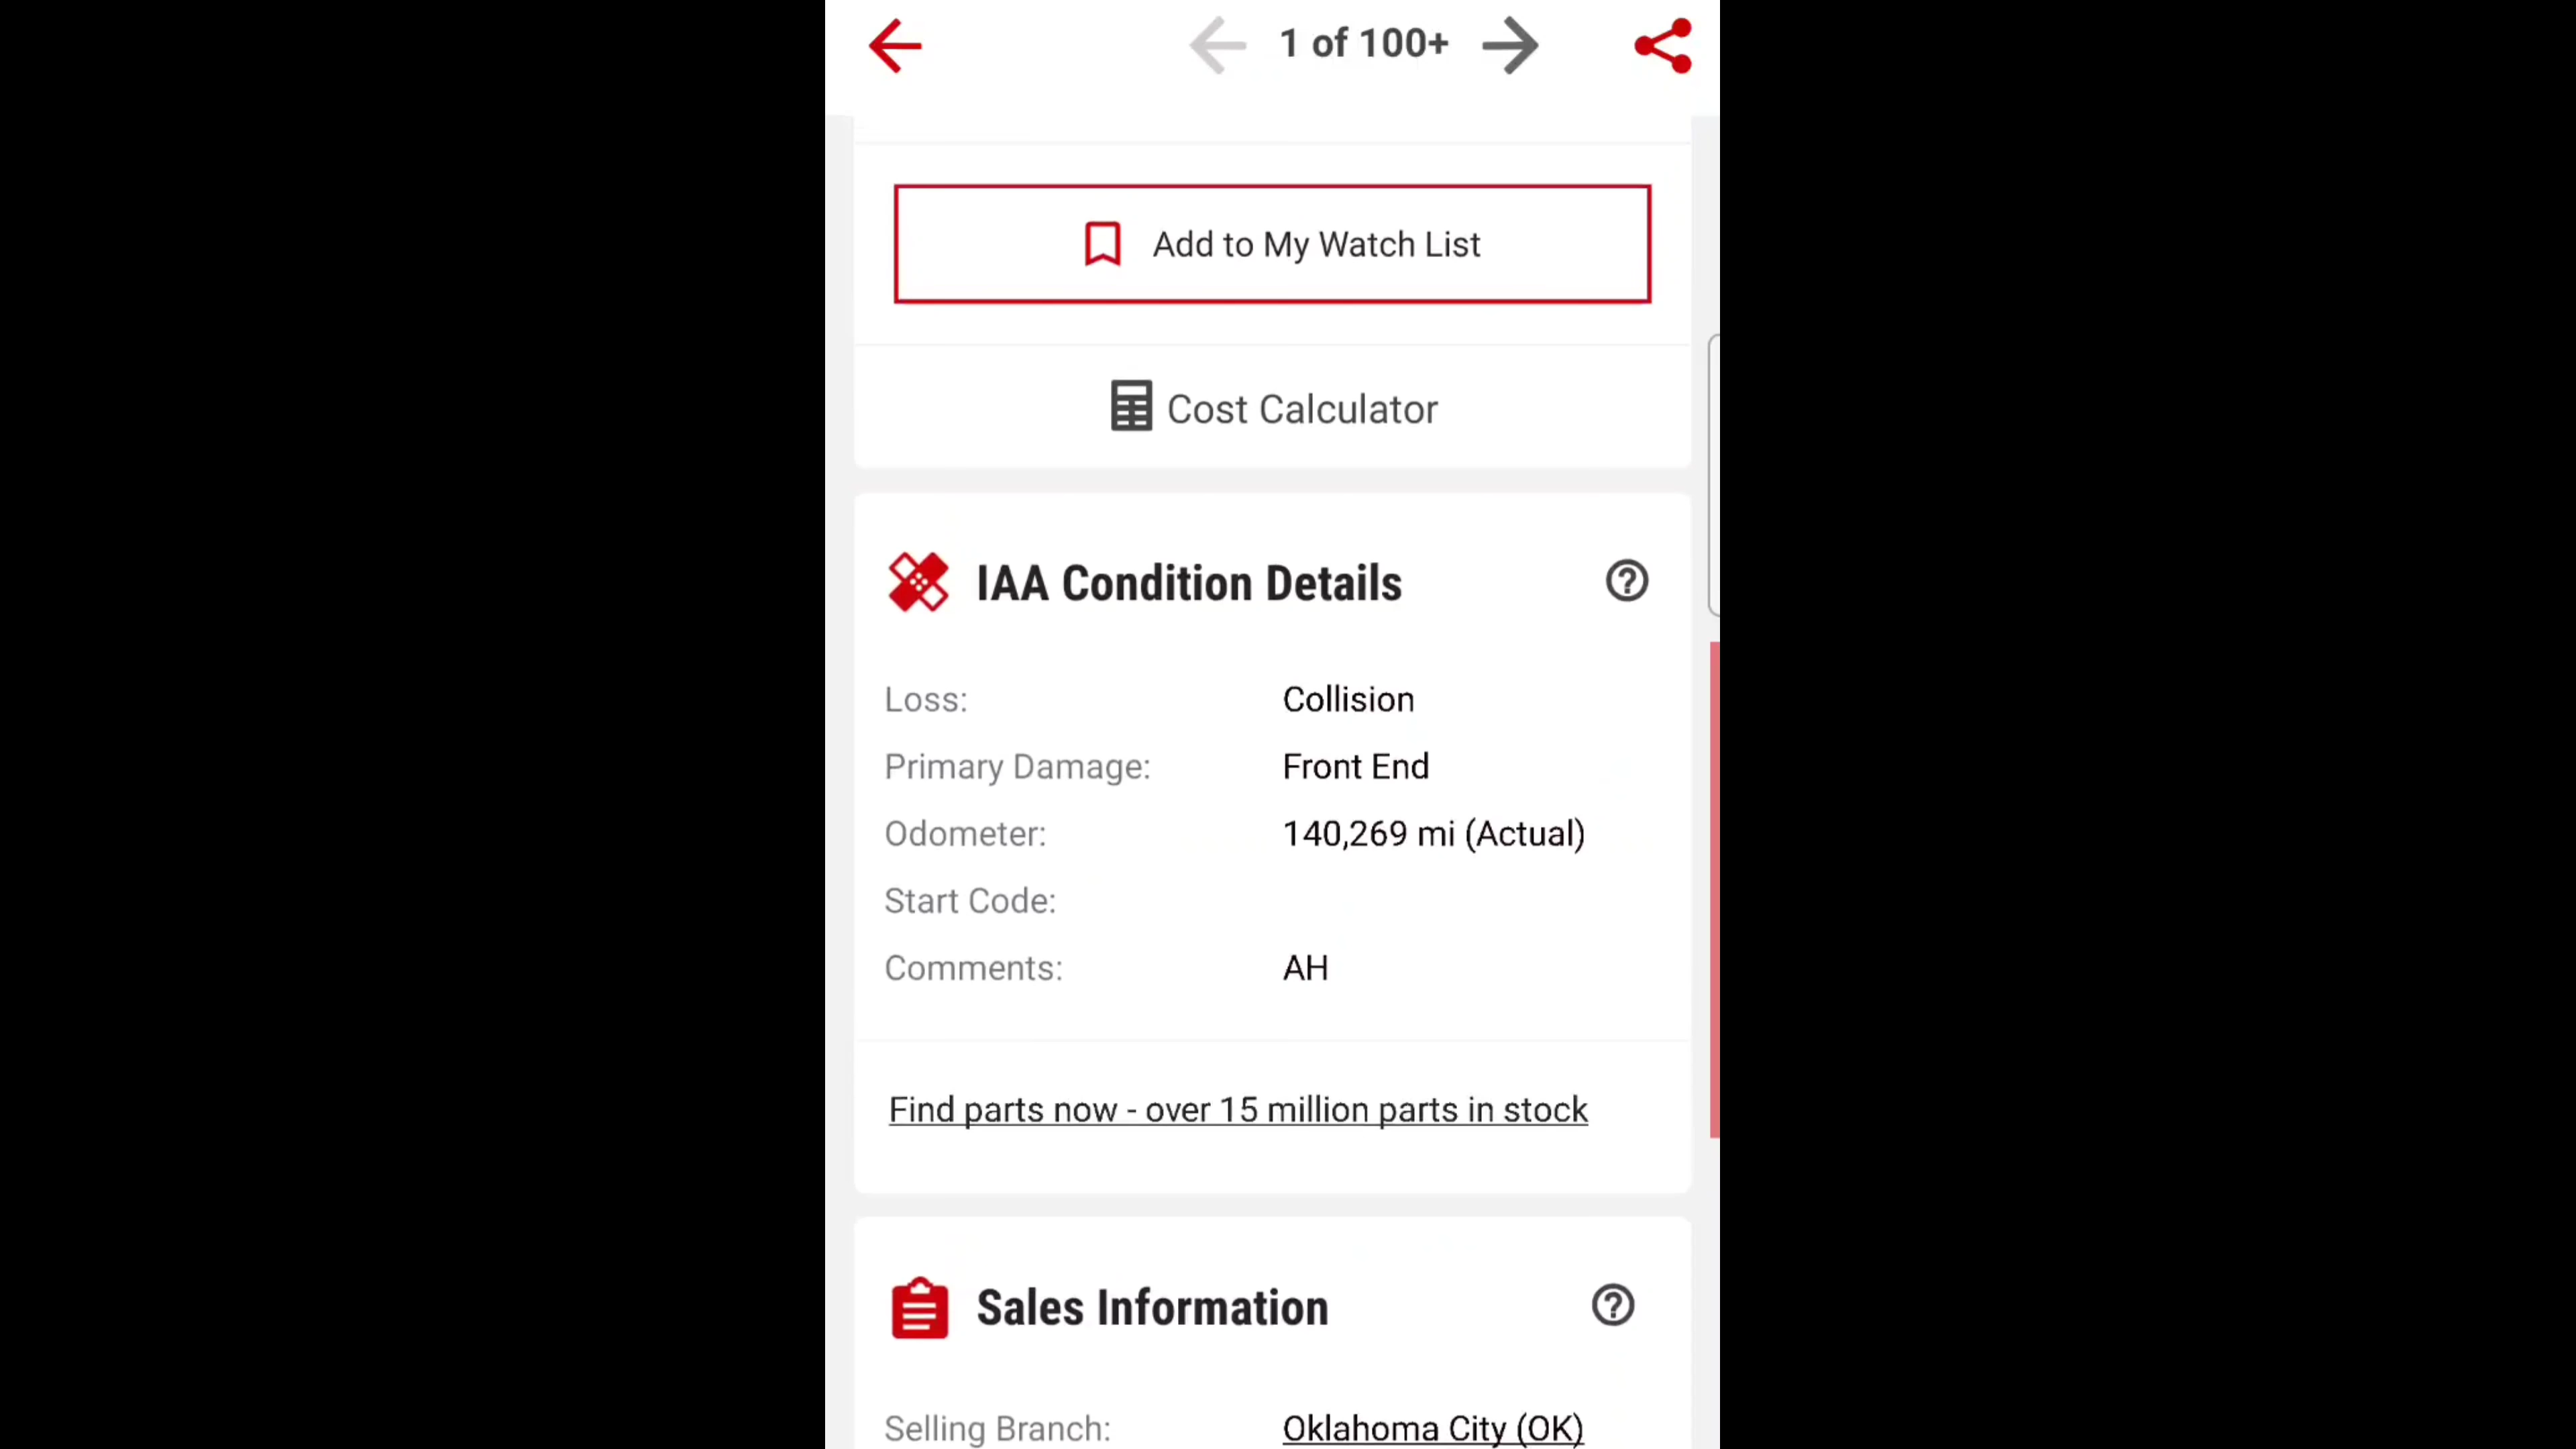 1 of 100+
Add to My Watch List
Cost Calculator
IAA Condition Details
Loss: Collision
Primary Damage: Front End
Odometer: 140,269 mi (Actual)
Start Code:
Comments: AH
Find parts now - over 15 million parts in stock
Sales Information
Selling Branch: Oklahoma City (OK)